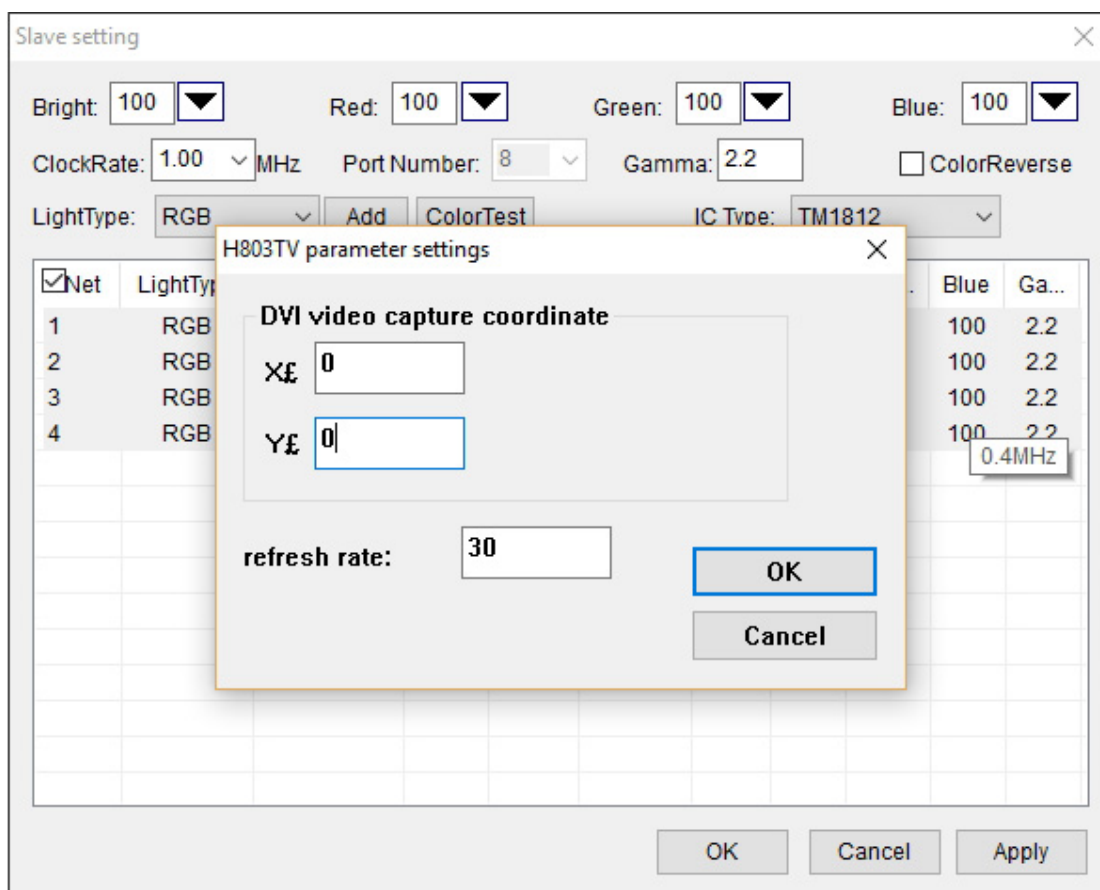 Slave setting
Bright: 100 Red: 100 Green: 100 Blue: 100
ClockRate: 1.00 MHz Port Number: 8 Gamma: 2.2 ColorReverse
LightType: RGB Add ColorTest IC Type: TM1812
H803TV parameter settings
Net LightTyp . Blue Ga...
DVI video capture coordinate
1 RGB 100 2.2
2 RGB 100 2.2
X£ 0
3 RGB 100 2.2
4 RGB 100 2.2
Y£ 0
0.4MHz
refresh rate: 30
OK
Cancel
OK Cancel Apply